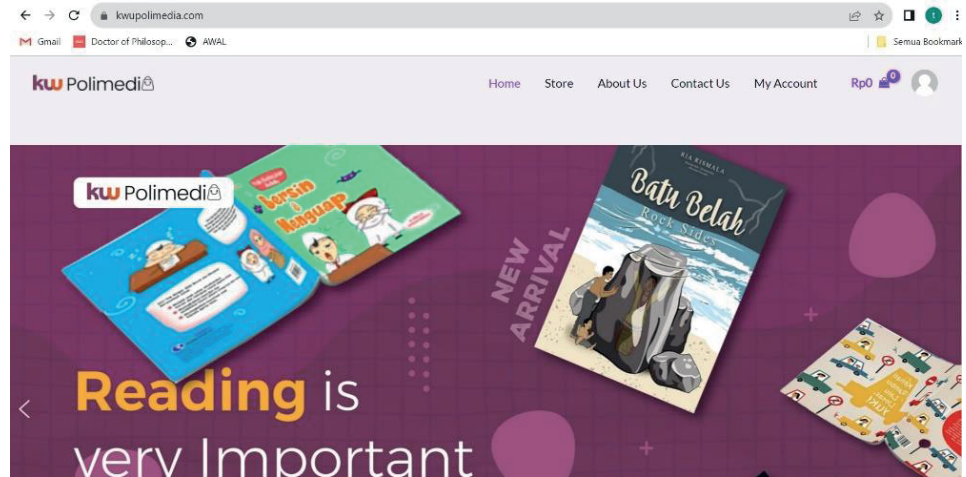 kwupolimedia.com
Gmail
Doctor of Philosop...
AWAL
Semua Bookmark
kw Polimedia
Home
Store
About Us
Contact Us
My Account
Rp0
0
kw Polimedia
Bersin
&
Menguap
RIA RISMALA
Batu Belah
Rock Sides
NEW
ARRIVAL
Reading is
very Important